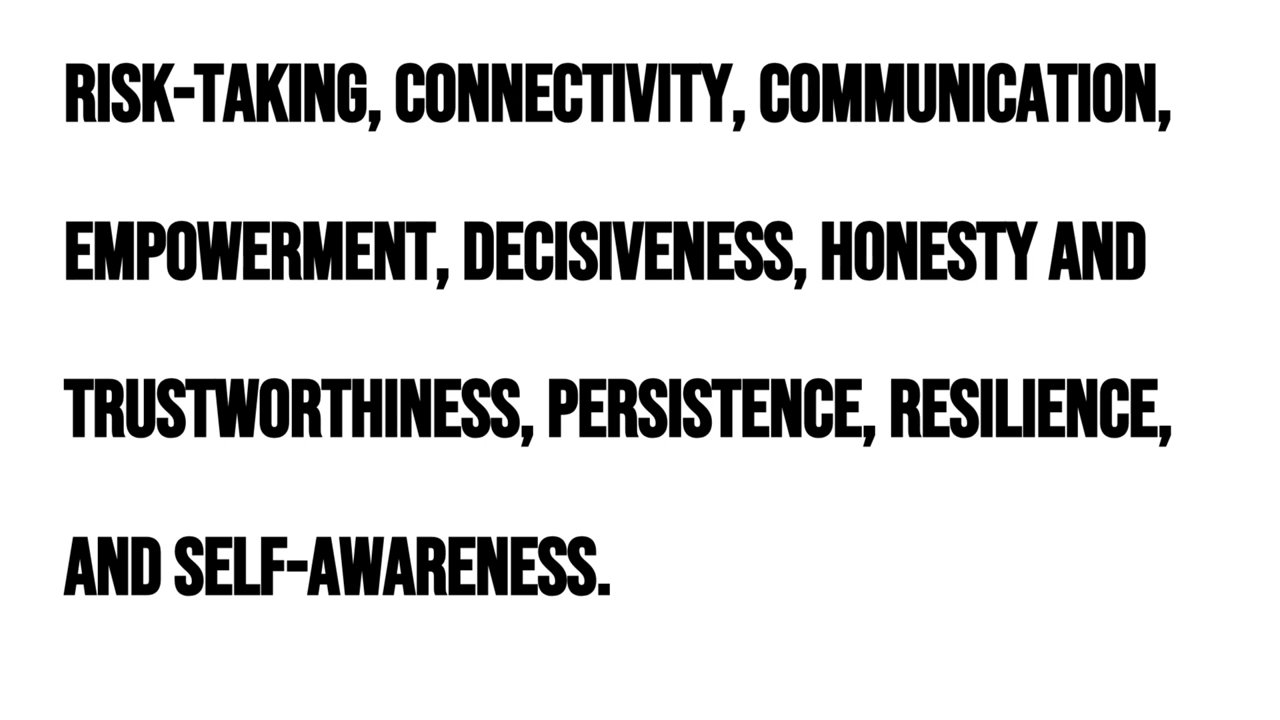 RISK-TAKING, CONNECTIVITY, COMMUNICATION,
EMPOWERMENT, DECISIVENESS, HONESTY AND
TRUSTWORTHINESS, PERSISTENCE, RESILIENCE,
AND SELF-AWARENESS.